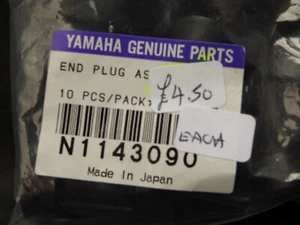 YAMAHA GENUINE PARTS
END PLUG AS
£4.50
10 PCS/PACK
EACH
N1143090
Made In Japan